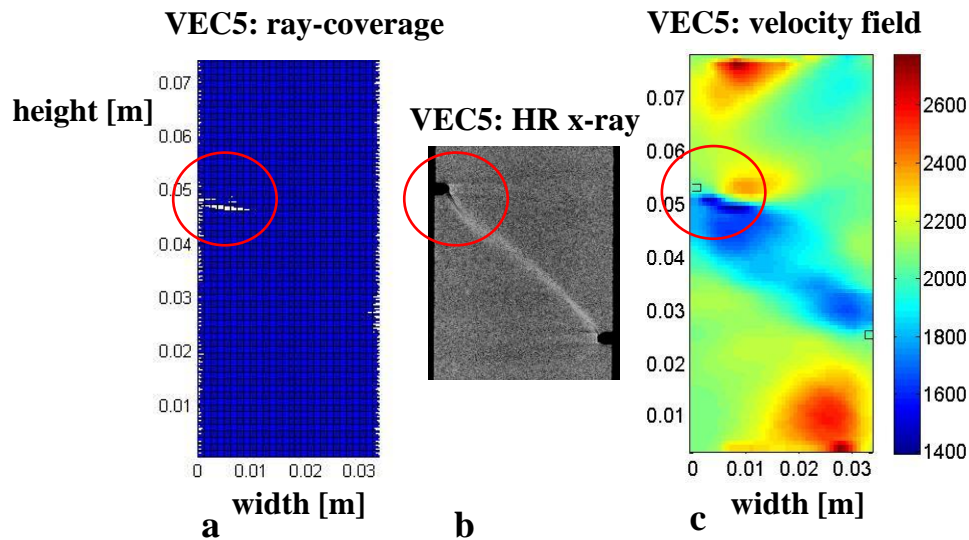 VEC5: ray-coverage
VEC5: velocity field
VEC5: HR x-ray
height [m]
0.07
0.06
0.05
0.04
0.03
0.02
0.01
0 0.01 0.02 0.03
width [m]
a
b
0.07
0.06
0.05
0.04
0.03
0.02
0.01
0 0.01 0.02 0.03
width [m]
c
2600
2400
2200
2000
1800
1600
1400